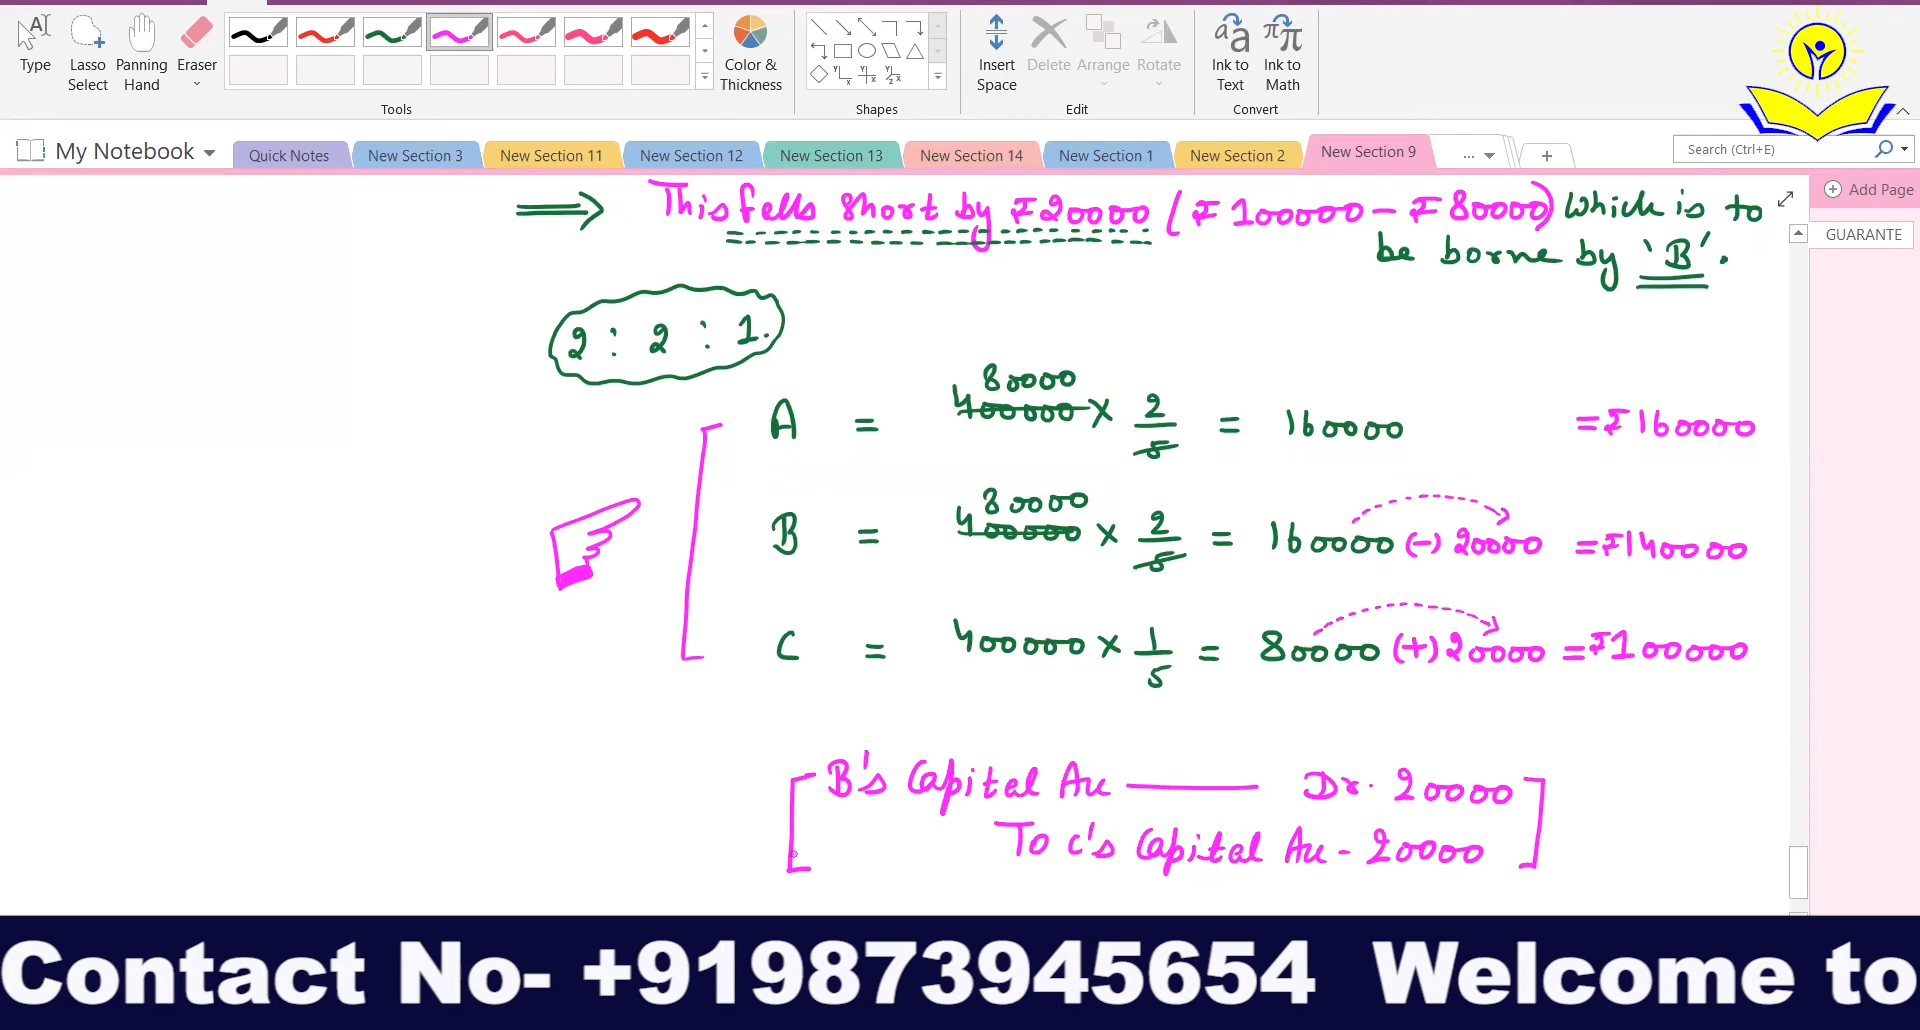 Type
Lasso Select
Panning Hand
Eraser
Color & Thickness
Insert Space
Delete
Arrange
Rotate
Ink to Text
Ink to Math
Tools
Shapes
Edit
Convert
My Notebook
Quick Notes
New Section 3
New Section 11
New Section 12
New Section 13
New Section 14
New Section 1
New Section 2
New Section 9
...
Search (Ctrl+E)
Add Page
GUARANTE
⇒ This fells short by ₹20000 (₹100000 - ₹80000) which is to
be borne by 'B'.
2 : 2 : 1.
80000
A = 400000 × 2/5 = 160000 = ₹160000
80000
B = 400000 × 2/5 = 160000 (-) 20000 = ₹140000
C = 400000 × 1/5 = 80000 (+) 20000 = ₹100000
B's Capital A/c —— Dr. 20000
To C's Capital A/c - 20000
Contact No- +919873945654 Welcome to